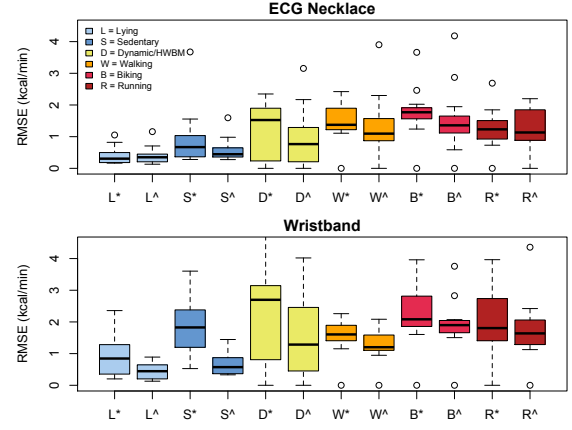 ECG Necklace
RMSE (kcal/min)
0 1 2 3 4
L = Lying
S = Sedentary
D = Dynamic/HWBM
W = Walking
B = Biking
R = Running
L* L^ S* S^ D* D^ W* W^ B* B^ R* R^
Wristband
RMSE (kcal/min)
0 1 2 3 4
L* L^ S* S^ D* D^ W* W^ B* B^ R* R^